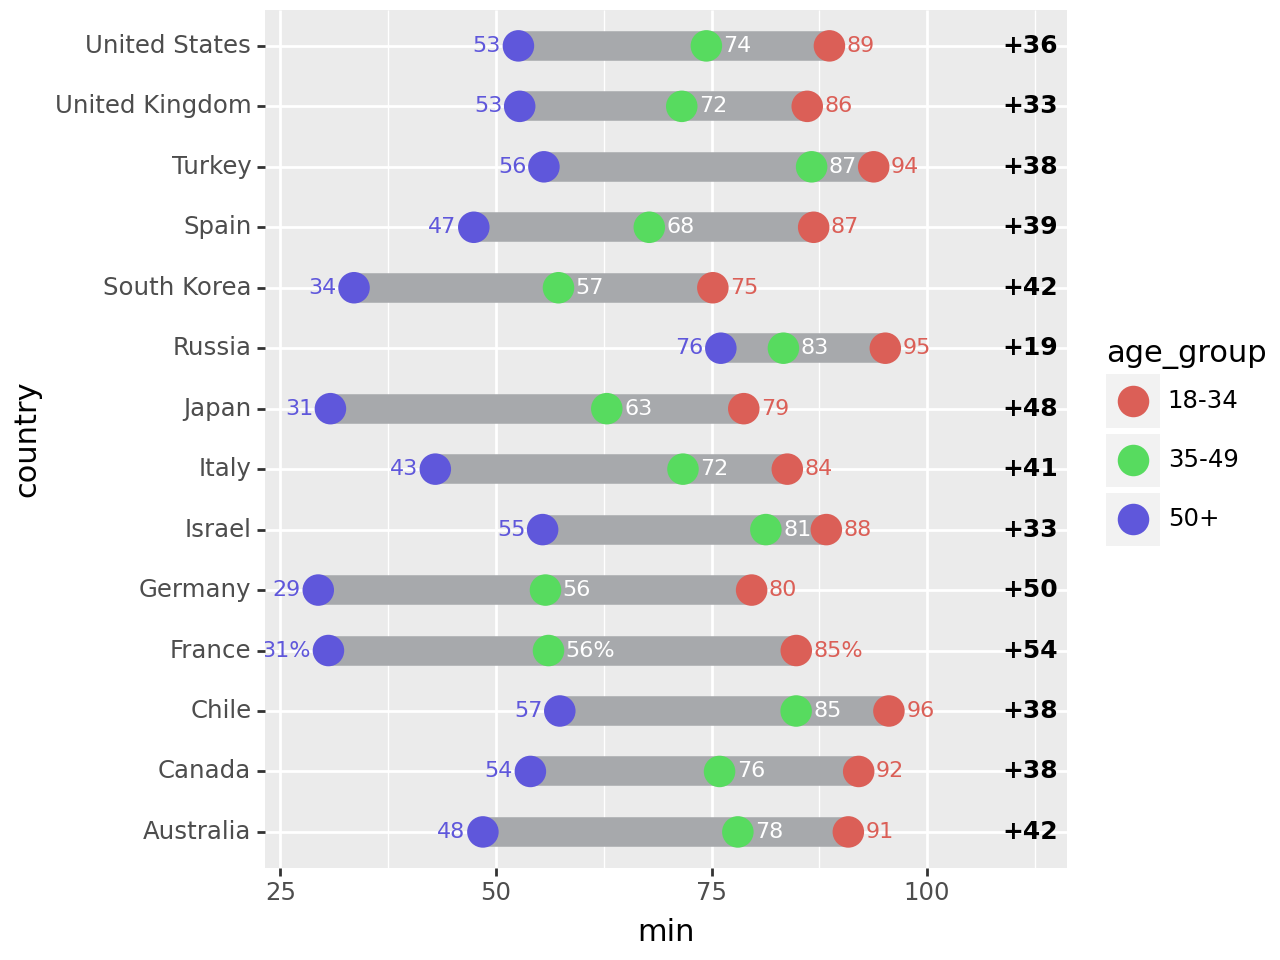 United States 53 74 89 +36
United Kingdom 53 72 86 +33
Turkey 56 87 94 +38
Spain 47 68 87 +39
South Korea 34 57 75 +42
Russia 76 83 95 +19
Japan 31 63 79 +48
Italy 43 72 84 +41
Israel 55 81 88 +33
Germany 29 56 80 +50
France 31% 56% 85% +54
Chile 57 85 96 +38
Canada 54 76 92 +38
Australia 48 78 91 +42
25 50 75 100
min
country
age_group
18-34
35-49
50+